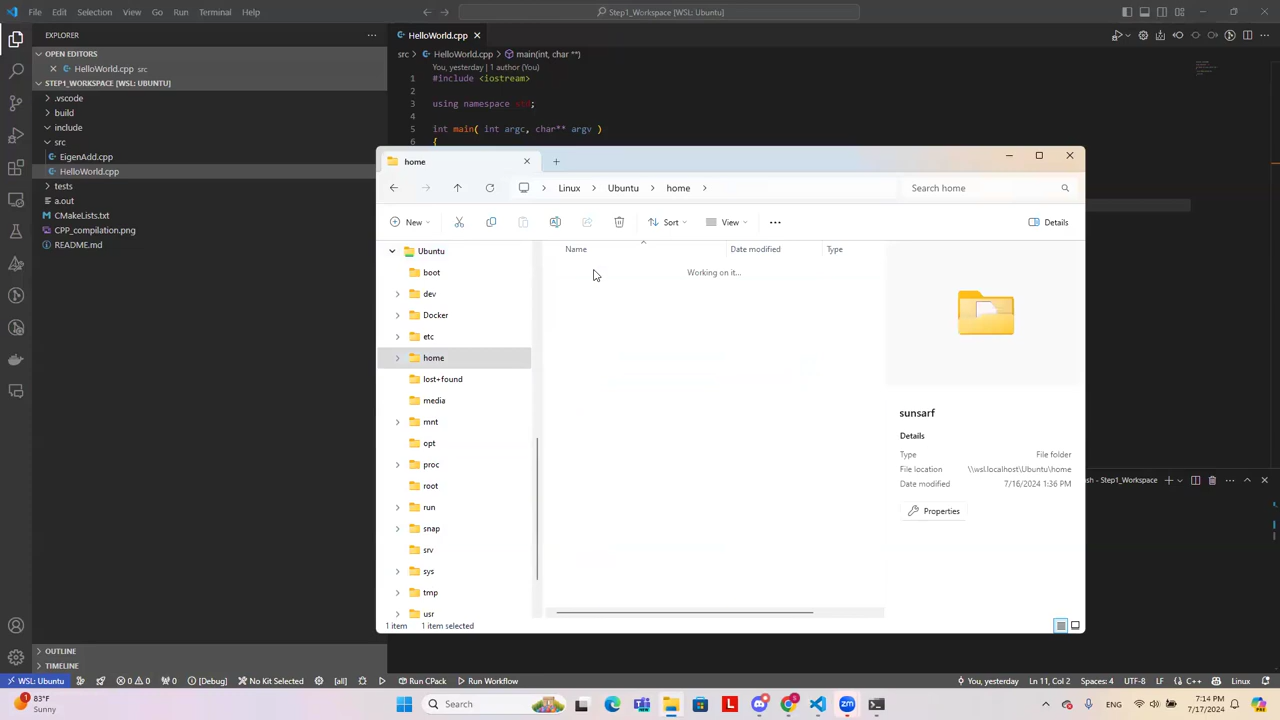 File Edit Selection View Go Run Terminal Help
Step1_Workspace [WSL: Ubuntu]
EXPLORER
OPEN EDITORS
HelloWorld.cpp src
STEP1_WORKSPACE [WSL: UBUNTU]
.vscode
build
include
src
EigenAdd.cpp
HelloWorld.cpp
tests
a.out
CMakeLists.txt
CPP_compilation.png
README.md
OUTLINE
TIMELINE
HelloWorld.cpp
src HelloWorld.cpp main(int, char **)
You, yesterday | 1 author (You)
1 #include <iostream>
2
3 using namespace std;
4
5 int main( int argc, char** argv )
6 {
home
Linux Ubuntu home
Search home
New Sort View Details
Ubuntu
boot
dev
Docker
etc
home
lost+found
media
mnt
opt
proc
root
run
snap
srv
sys
tmp
usr
Name Date modified Type
Working on it...
sunsarf
Details
Type File folder
File location \\wsl.localhost\Ubuntu\home
Date modified 7/16/2024 1:36 PM
Properties
1 item 1 item selected
- Step1_Workspace
WSL: Ubuntu 0 0 0 [Debug] No Kit Selected [all] Run CPack Run Workflow You, yesterday Ln 11, Col 2 Spaces: 4 UTF-8 LF C++ Linux
1
83°F
Sunny
Search
L
5
zm
7:14 PM
7/17/2024